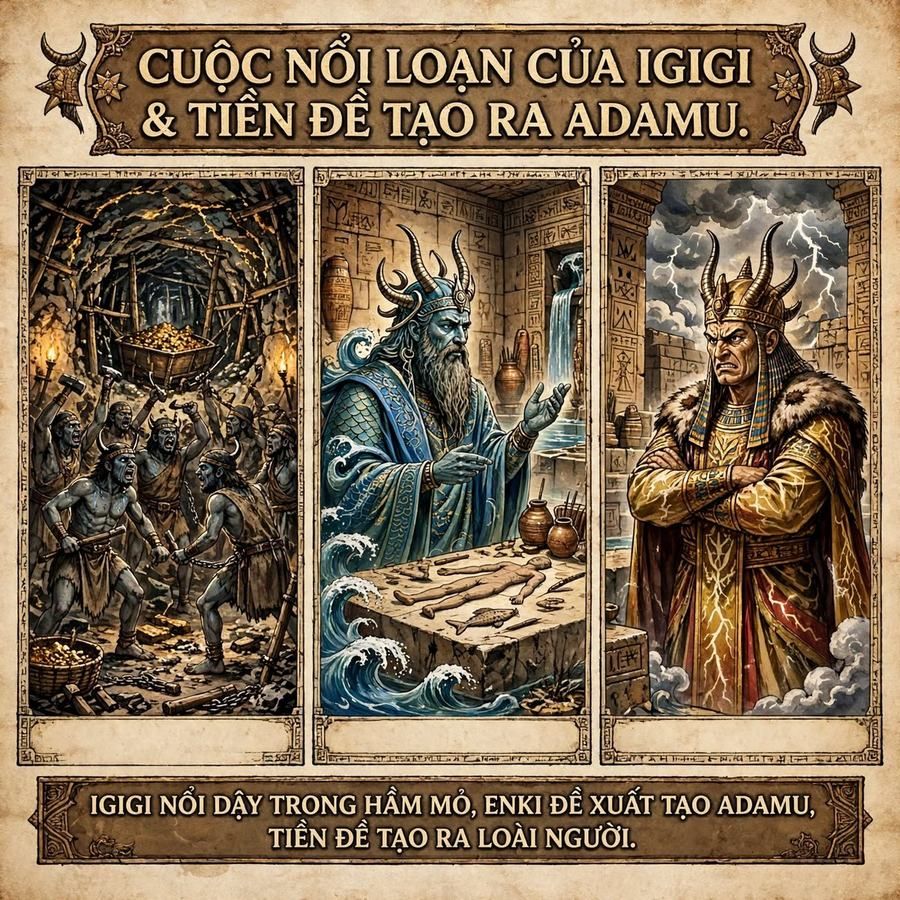 CUỘC NỔI LOẠN CỦA IGIGI
& TIỀN ĐỀ TẠO RA ADAMU.
IGIGI NỔI DẬY TRONG HẦM MỎ, ENKI ĐỀ XUẤT TẠO ADAMU,
TIỀN ĐỀ TẠO RA LOÀI NGƯỜI.